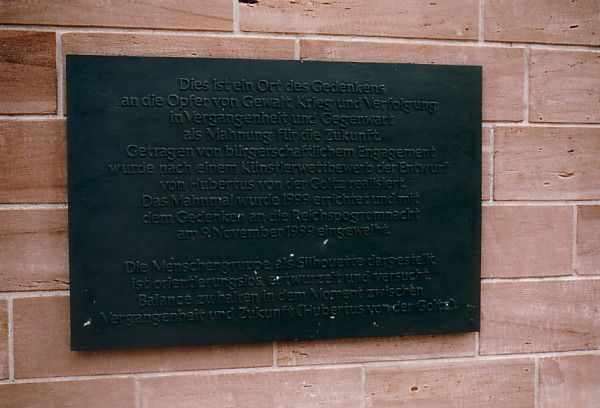 Dies ist ein Ort des Gedenkens
an die Opfer von Gewalt, Krieg und Verfolgung
in Vergangenheit und Gegenwart
als Mahnung für die Zukunft.
Getragen von bürgerschaftlichem Engagement
wurde nach einem Künstlerwettbewerb der Entwurf
von Hubertus von der Goltz realisiert.
Das Mahnmal wurde 1999 errichtet und mit
dem Gedenken an die Reichspogromnacht
am 9. November 1999 eingeweiht.
Die Menschengruppe als Silhouette dargestellt
ist orientierungslos, entwurzelt und versucht
Balance zu halten in dem Moment zwischen
Vergangenheit und Zukunft (Hubertus von der Goltz).